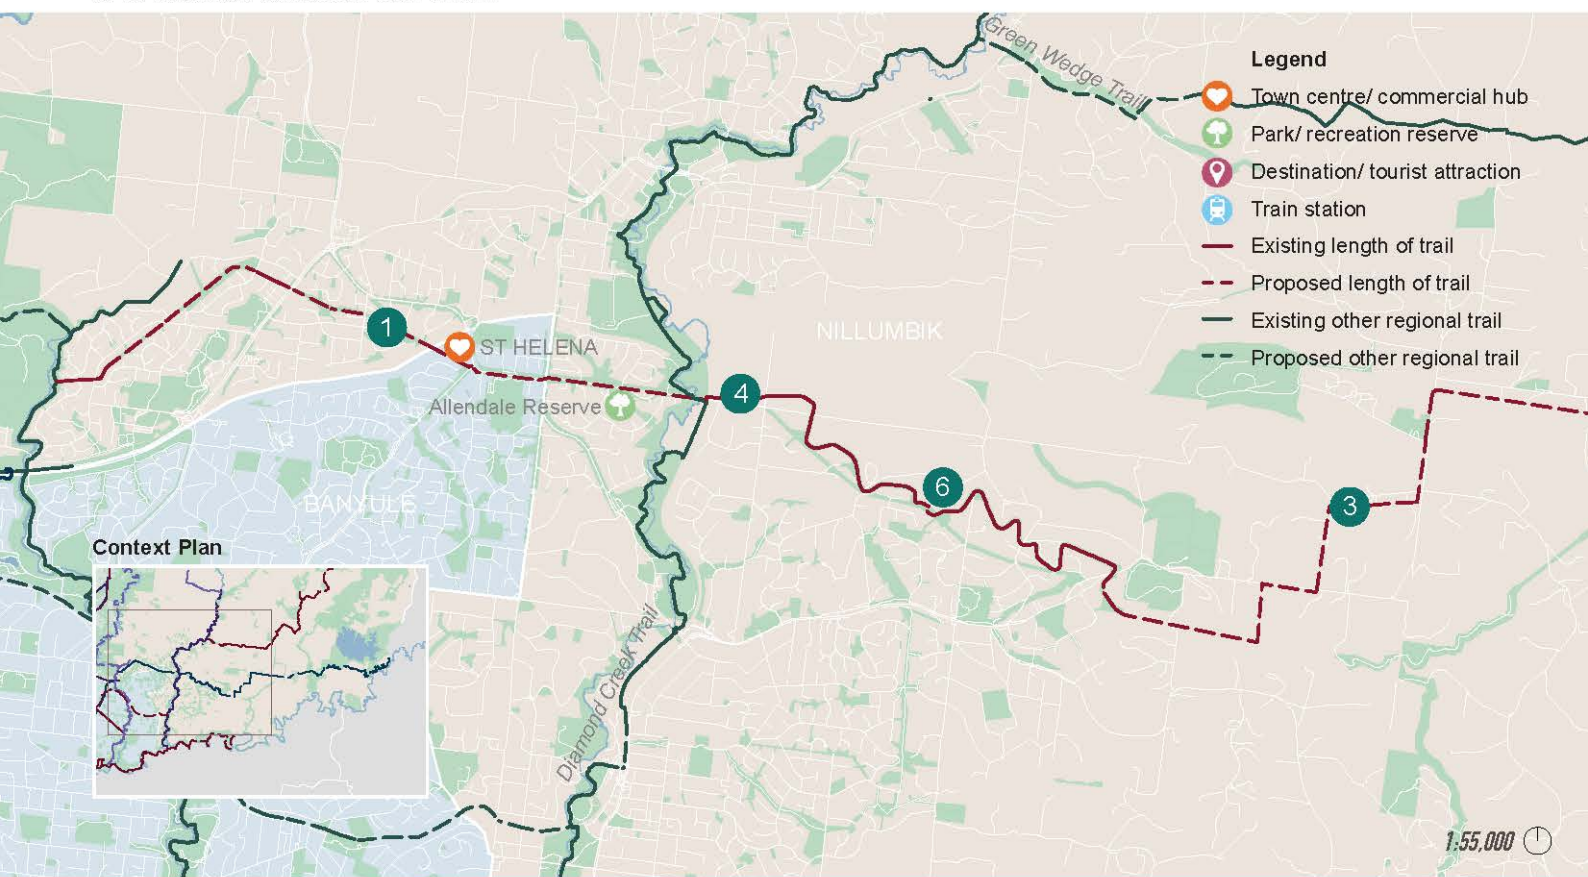 Green Wedge Trail
Legend
Town centre/ commercial hub
Park/ recreation reserve
Destination/ tourist attraction
Train station
Existing length of trail
Proposed length of trail
Existing other regional trail
Proposed other regional trail
1
ST HELENA
NILLUMBIK
Allendale Reserve
4
6
3
BANYULE
Context Plan
Diamond Creek Trail
1:55,000